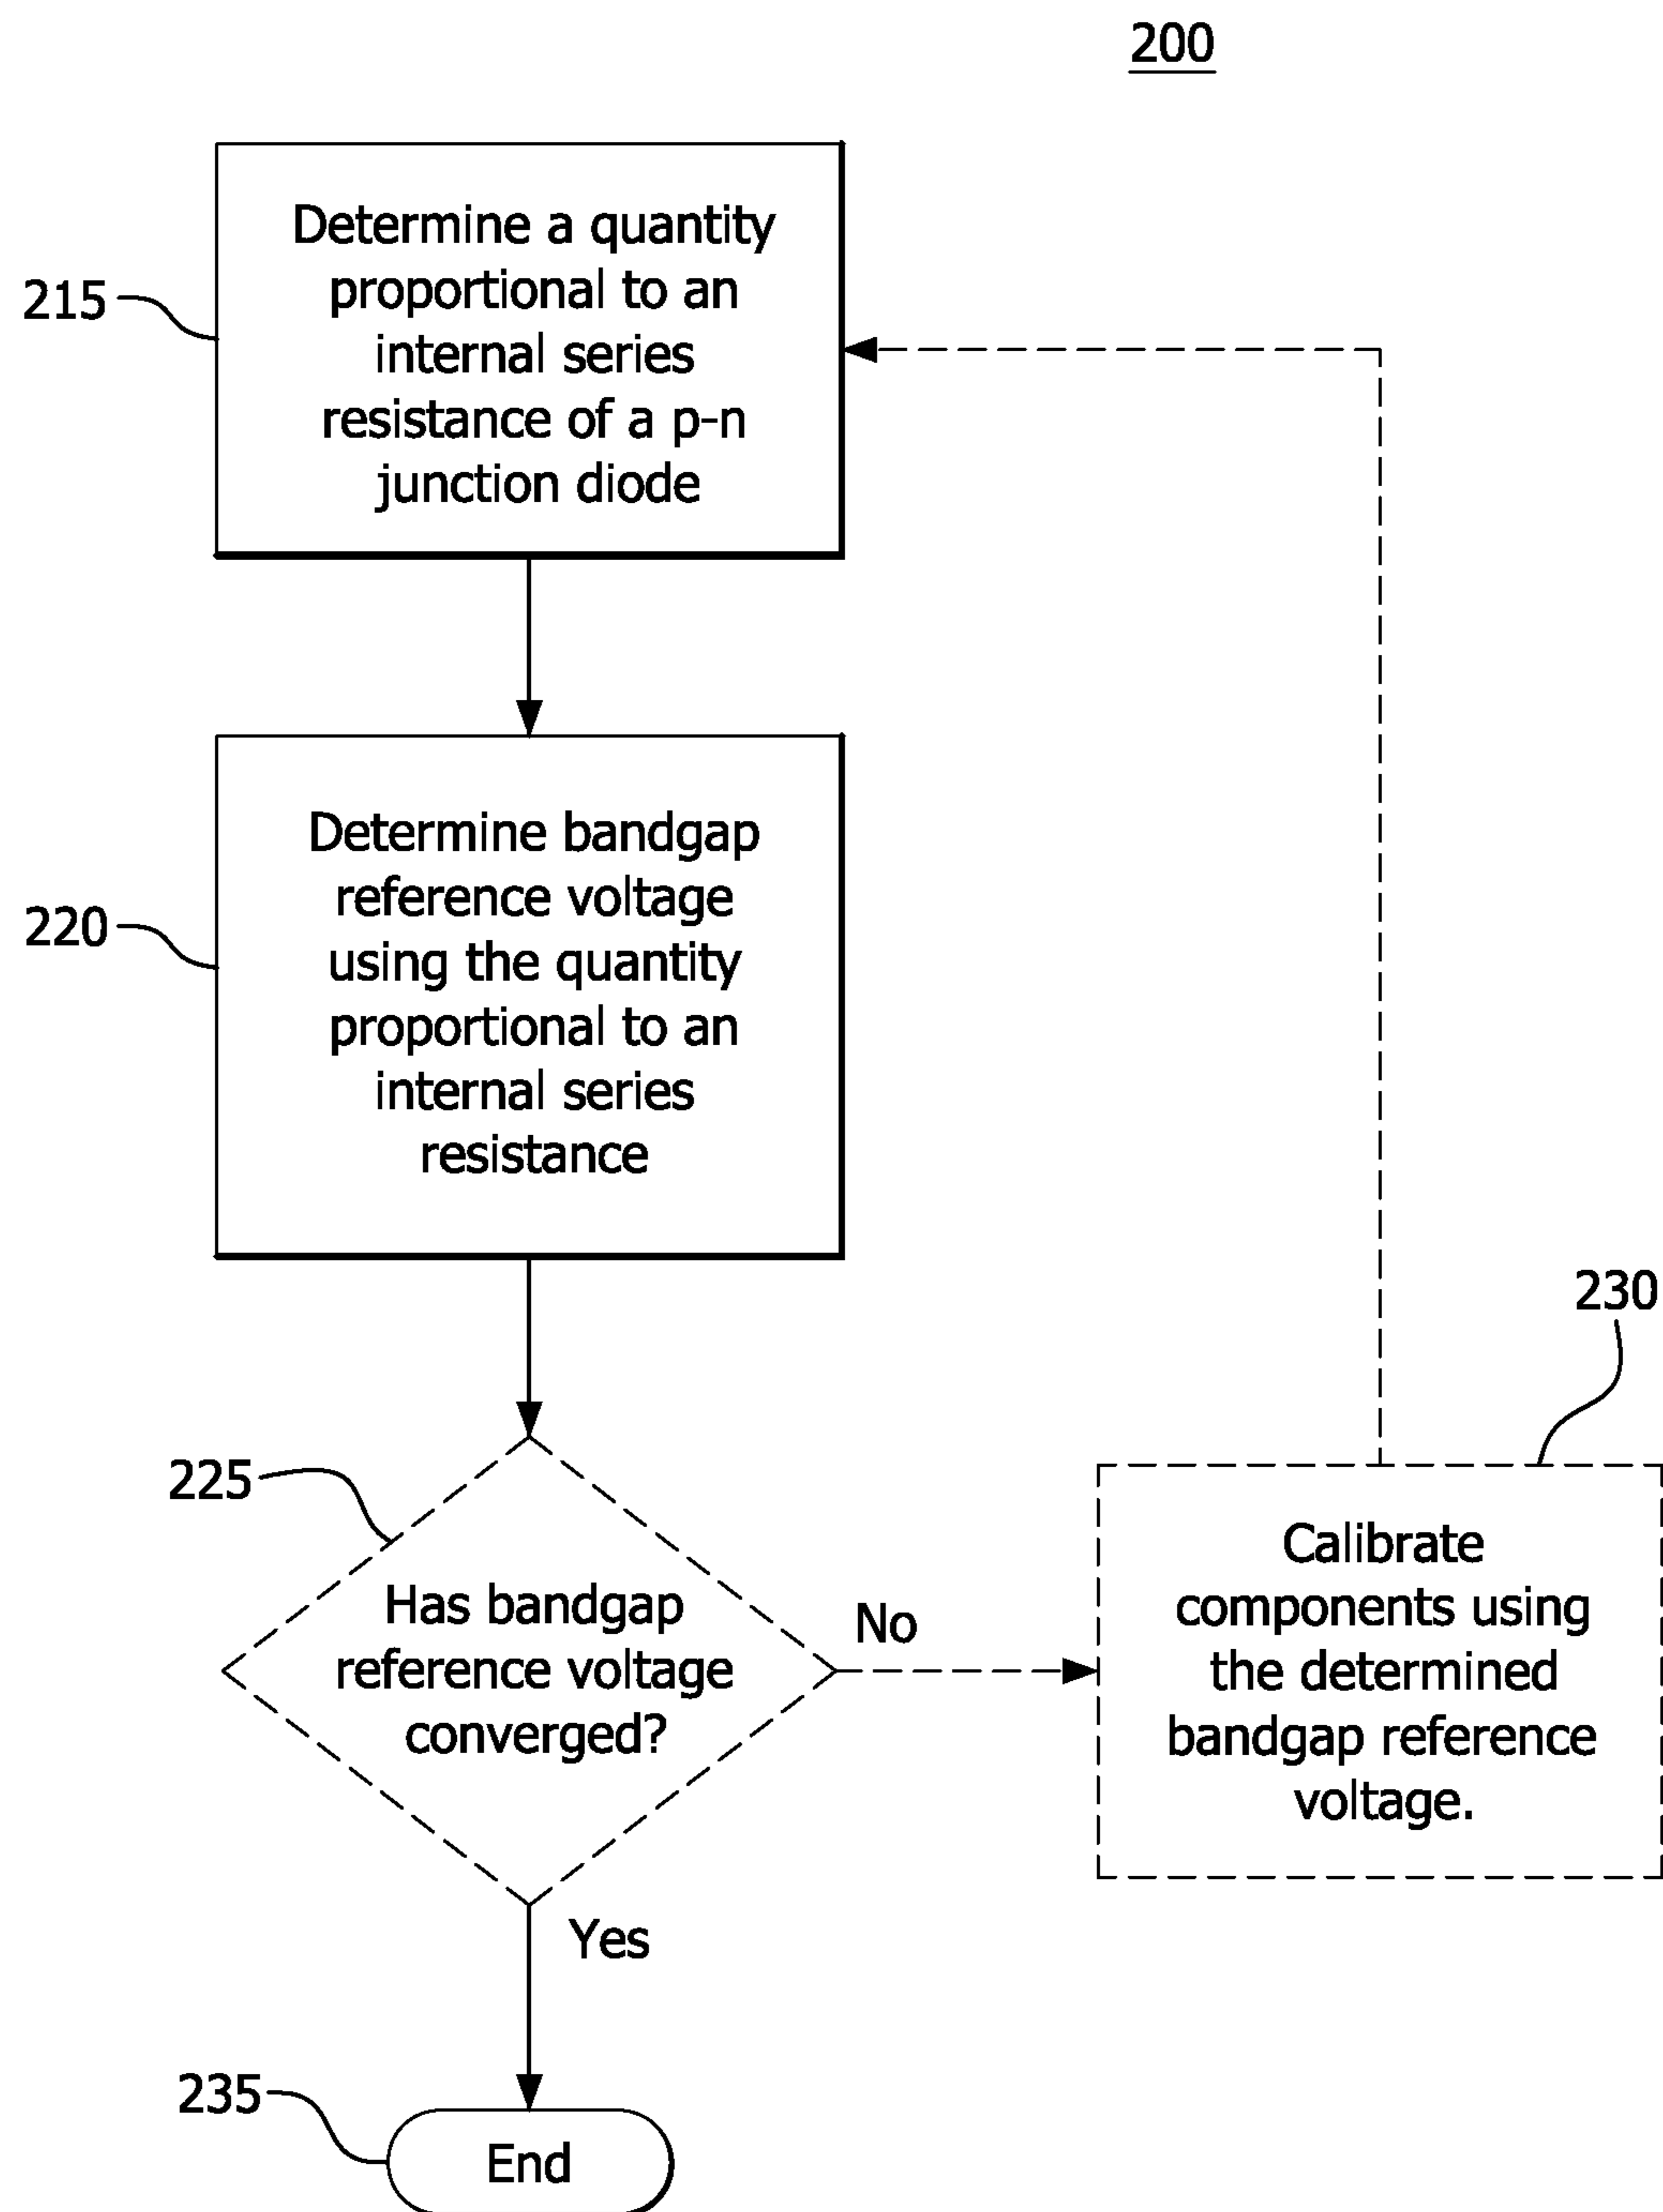 200
215
Determine a quantity
proportional to an
internal series
resistance of a p-n
junction diode
220
Determine bandgap
reference voltage
using the quantity
proportional to an
internal series
resistance
225
Has bandgap
reference voltage
converged?
No
230
Calibrate
components using
the determined
bandgap reference
voltage.
Yes
235
End